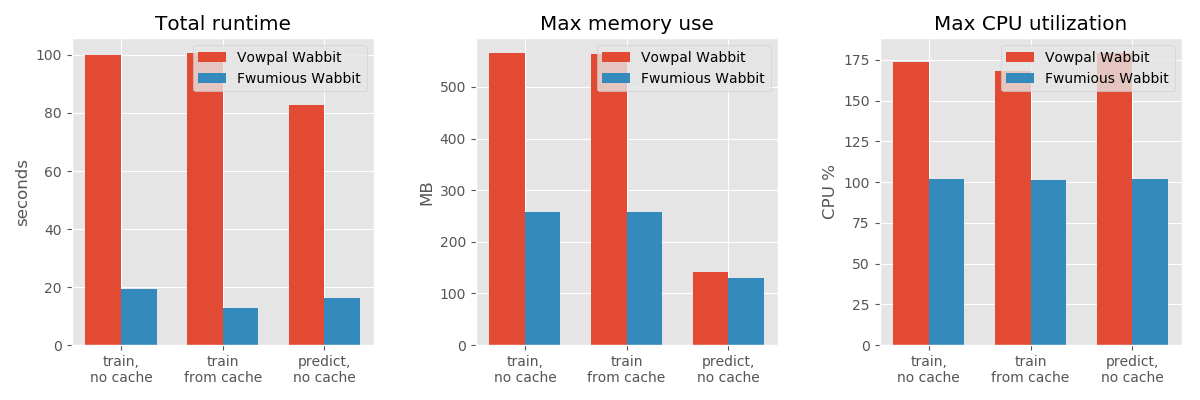 Total runtime
Vowpal Wabbit
Fwumious Wabbit
100
80
60
40
20
0
seconds
train,
no cache
train
from cache
predict,
no cache
Max memory use
Vowpal Wabbit
Fwumious Wabbit
500
400
300
200
100
0
MB
train,
no cache
train
from cache
predict,
no cache
Max CPU utilization
Vowpal Wabbit
Fwumious Wabbit
175
150
125
100
75
50
25
0
CPU %
train,
no cache
train
from cache
predict,
no cache